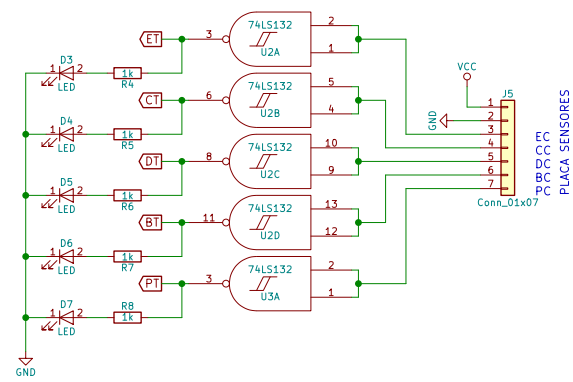 ET
3
74LS132
U2A
2
1
D3
1
2
LED
1k
R4
CT
6
74LS132
U2B
5
4
D4
1
2
LED
1k
R5
DT
8
74LS132
U2C
10
9
D5
1
2
LED
1k
R6
BT
11
74LS132
U2D
13
12
D6
1
2
LED
1k
R7
PT
3
74LS132
U3A
2
1
D7
1
2
LED
R8
1k
GND
VCC
GND
J5
1
2
3
4
5
6
7
Conn_01x07
EC
CC
DC
BC
PC
PLACA SENSORES